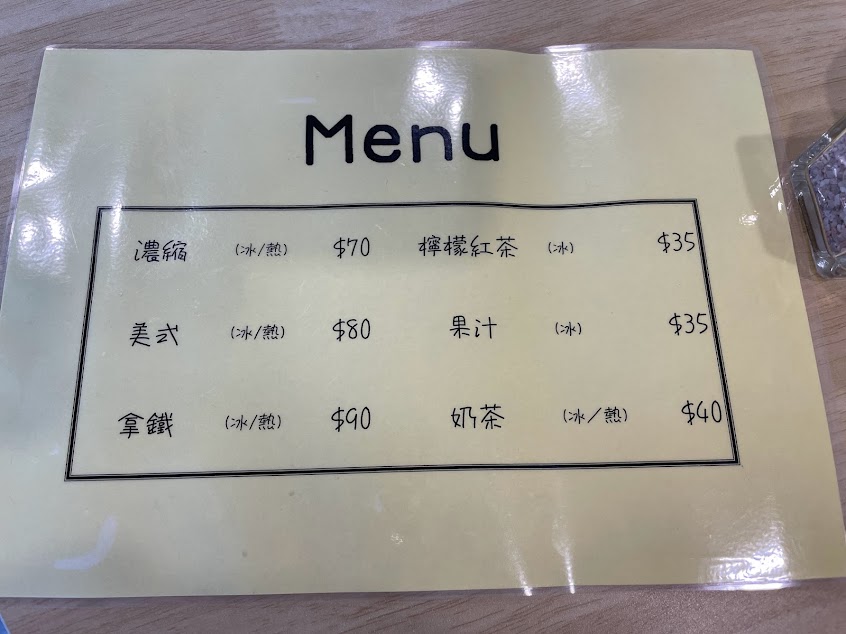 Menu
濃縮 (冰/熱) $70 檸檬紅茶 (冰) $35
美式 (冰/熱) $80 果汁 (冰) $35
拿鐵 (冰/熱) $90 奶茶 (冰/熱) $40